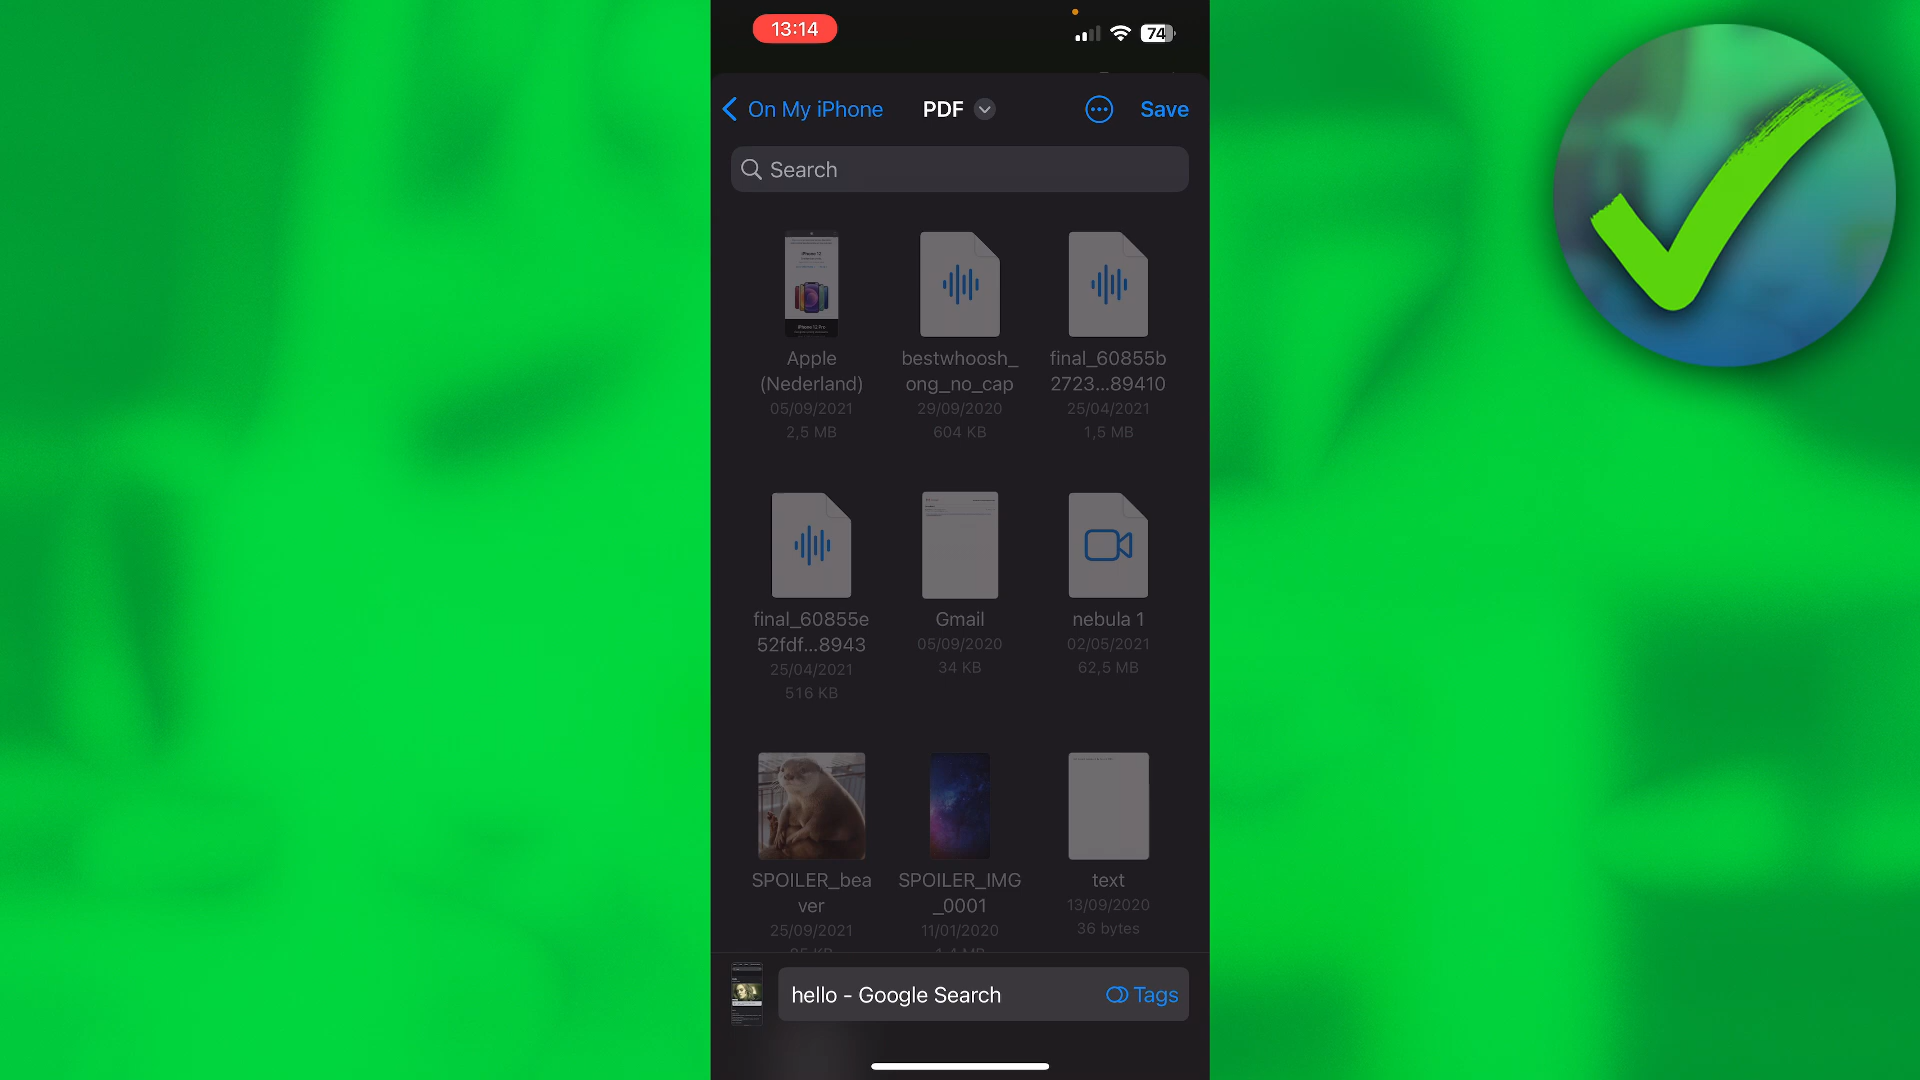 13:14
74
On My iPhone
PDF
Save
Search
Apple
(Nederland)
05/09/2021
2,5 MB
bestwhoosh_
ong_no_cap
29/09/2020
604 KB
final_60855b
2723...89410
25/04/2021
1,5 MB
final_60855e
52fdf...8943
25/04/2021
516 KB
Gmail
05/09/2020
34 KB
nebula 1
02/05/2021
62,5 MB
SPOILER_bea
ver
25/09/2021
SPOILER_IMG
_0001
11/01/2020
text
13/09/2020
36 bytes
hello - Google Search
Tags